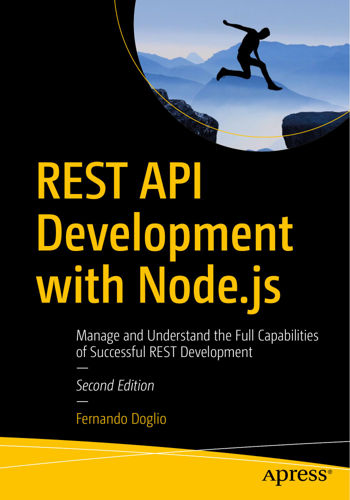 REST API
Development
with Node.js
Manage and Understand the Full Capabilities
of Successful REST Development
—
Second Edition
—
Fernando Doglio
Apress®